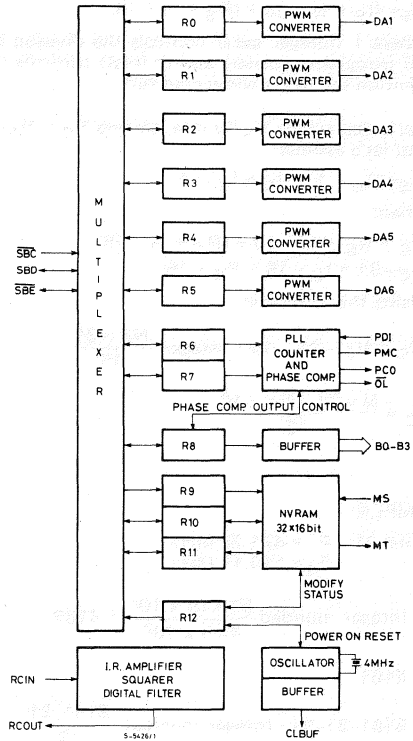 R0 PWM CONVERTER DA1
R1 PWM CONVERTER DA2
R2 PWM CONVERTER DA3
R3 PWM CONVERTER DA4
R4 PWM CONVERTER DA5
R5 PWM CONVERTER DA6
MULTIPLEXER
SBC
SBD
SBE
R6
R7
PLL
COUNTER
AND
PHASE COMP.
PDI
PMC
PCO
OL
PHASE COMP. OUTPUT CONTROL
R8 BUFFER B0-B3
R9
R10
R11
NVRAM
32x16bit
MS
MT
MODIFY
STATUS
R12
POWER ON RESET
OSCILLATOR 4MHz
BUFFER
CLBUF
RCIN
I.R. AMPLIFIER
SQUARER
DIGITAL FILTER
RCOUT
S-5426/1